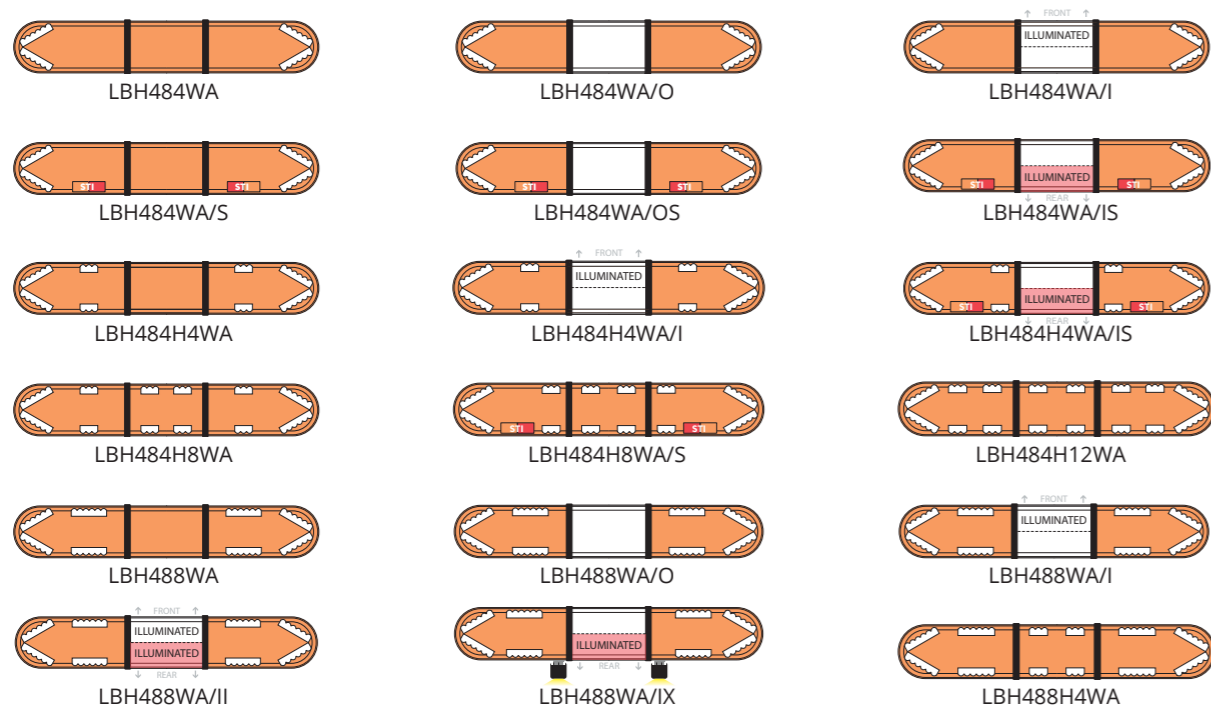 ↑ FRONT ↑
ILLUMINATED
LBH484WA
LBH484WA/O
LBH484WA/I
STI
STI
STI
STI
STI
ILLUMINATED
STI
↓ REAR ↓
LBH484WA/S
LBH484WA/OS
LBH484WA/IS
↑ FRONT ↑
ILLUMINATED
STI
ILLUMINATED
STI
↓ REAR ↓
LBH484H4WA
LBH484H4WA/I
LBH484H4WA/IS
STI
STI
LBH484H8WA
LBH484H8WA/S
LBH484H12WA
↑ FRONT ↑
ILLUMINATED
LBH488WA
LBH488WA/O
LBH488WA/I
↑ FRONT ↑
ILLUMINATED
ILLUMINATED
↓ REAR ↓
ILLUMINATED
↓ REAR ↓
LBH488WA/II
LBH488WA/IX
LBH488H4WA